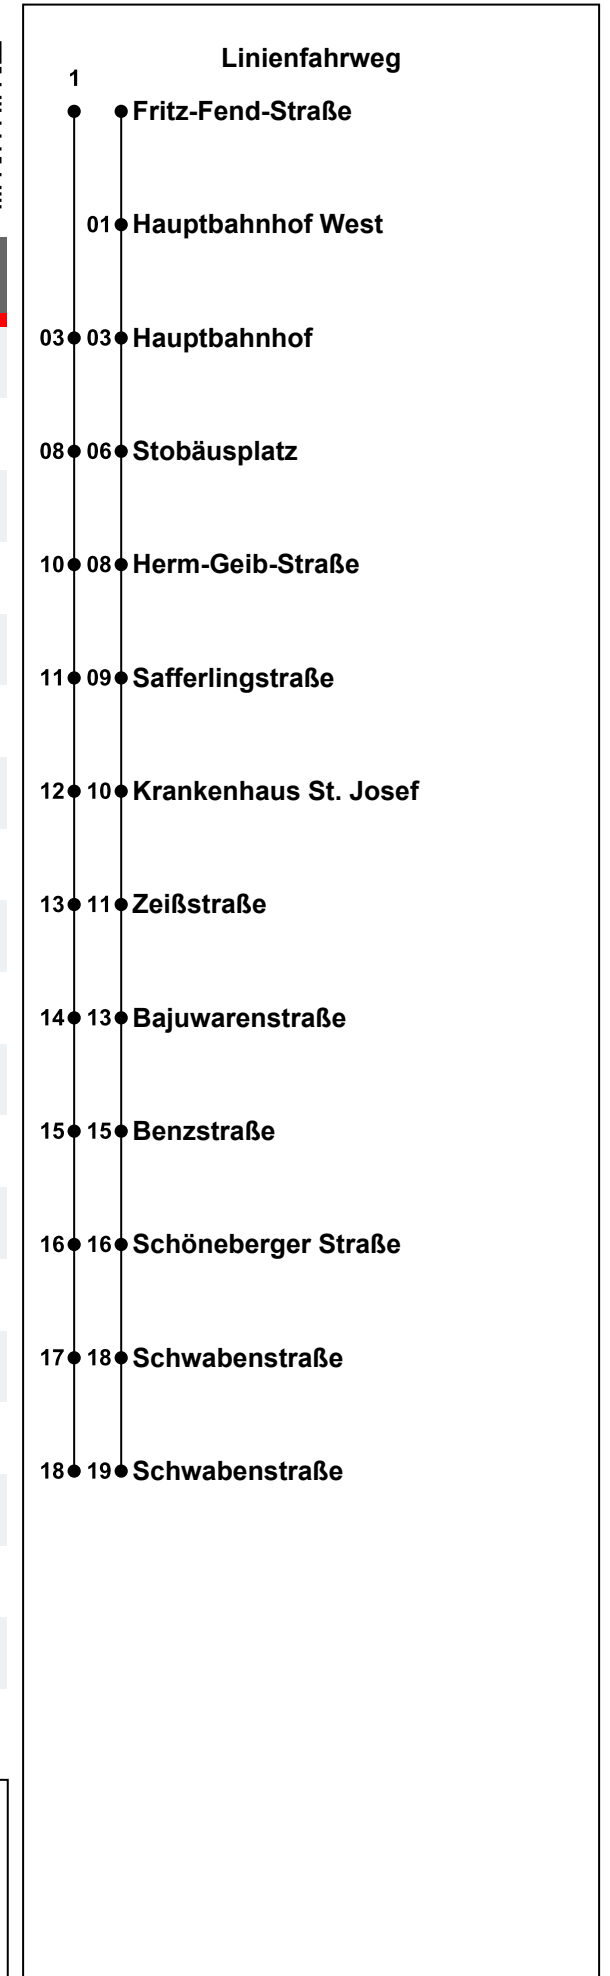 Linienfahrweg
1
Fritz-Fend-Straße
01 Hauptbahnhof West
03 03 Hauptbahnhof
08 06 Stobäusplatz
10 08 Herm-Geib-Straße
11 09 Safferlingstraße
12 10 Krankenhaus St. Josef
13 11 Zeißstraße
14 13 Bajuwarenstraße
15 15 Benzstraße
16 16 Schöneberger Straße
17 18 Schwabenstraße
18 19 Schwabenstraße